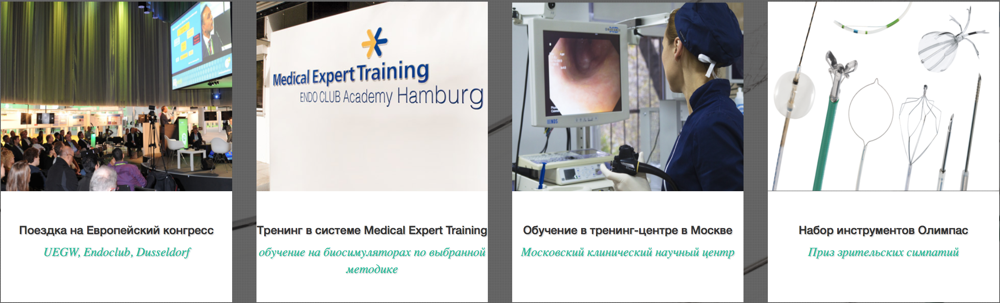 Medical Expert Training
ENDO CLUB Academy Hamburg
NDS
Поездка на Европейский конгресс
UEGW, Endoclub, Dusseldorf
Тренинг в системе Medical Expert Training
обучение на биосимуляторах по выбранной
методике
Обучение в тренинг-центре в Москве
Московский клинический научный центр
Набор инструментов Олимпас
Приз зрительских симпатий